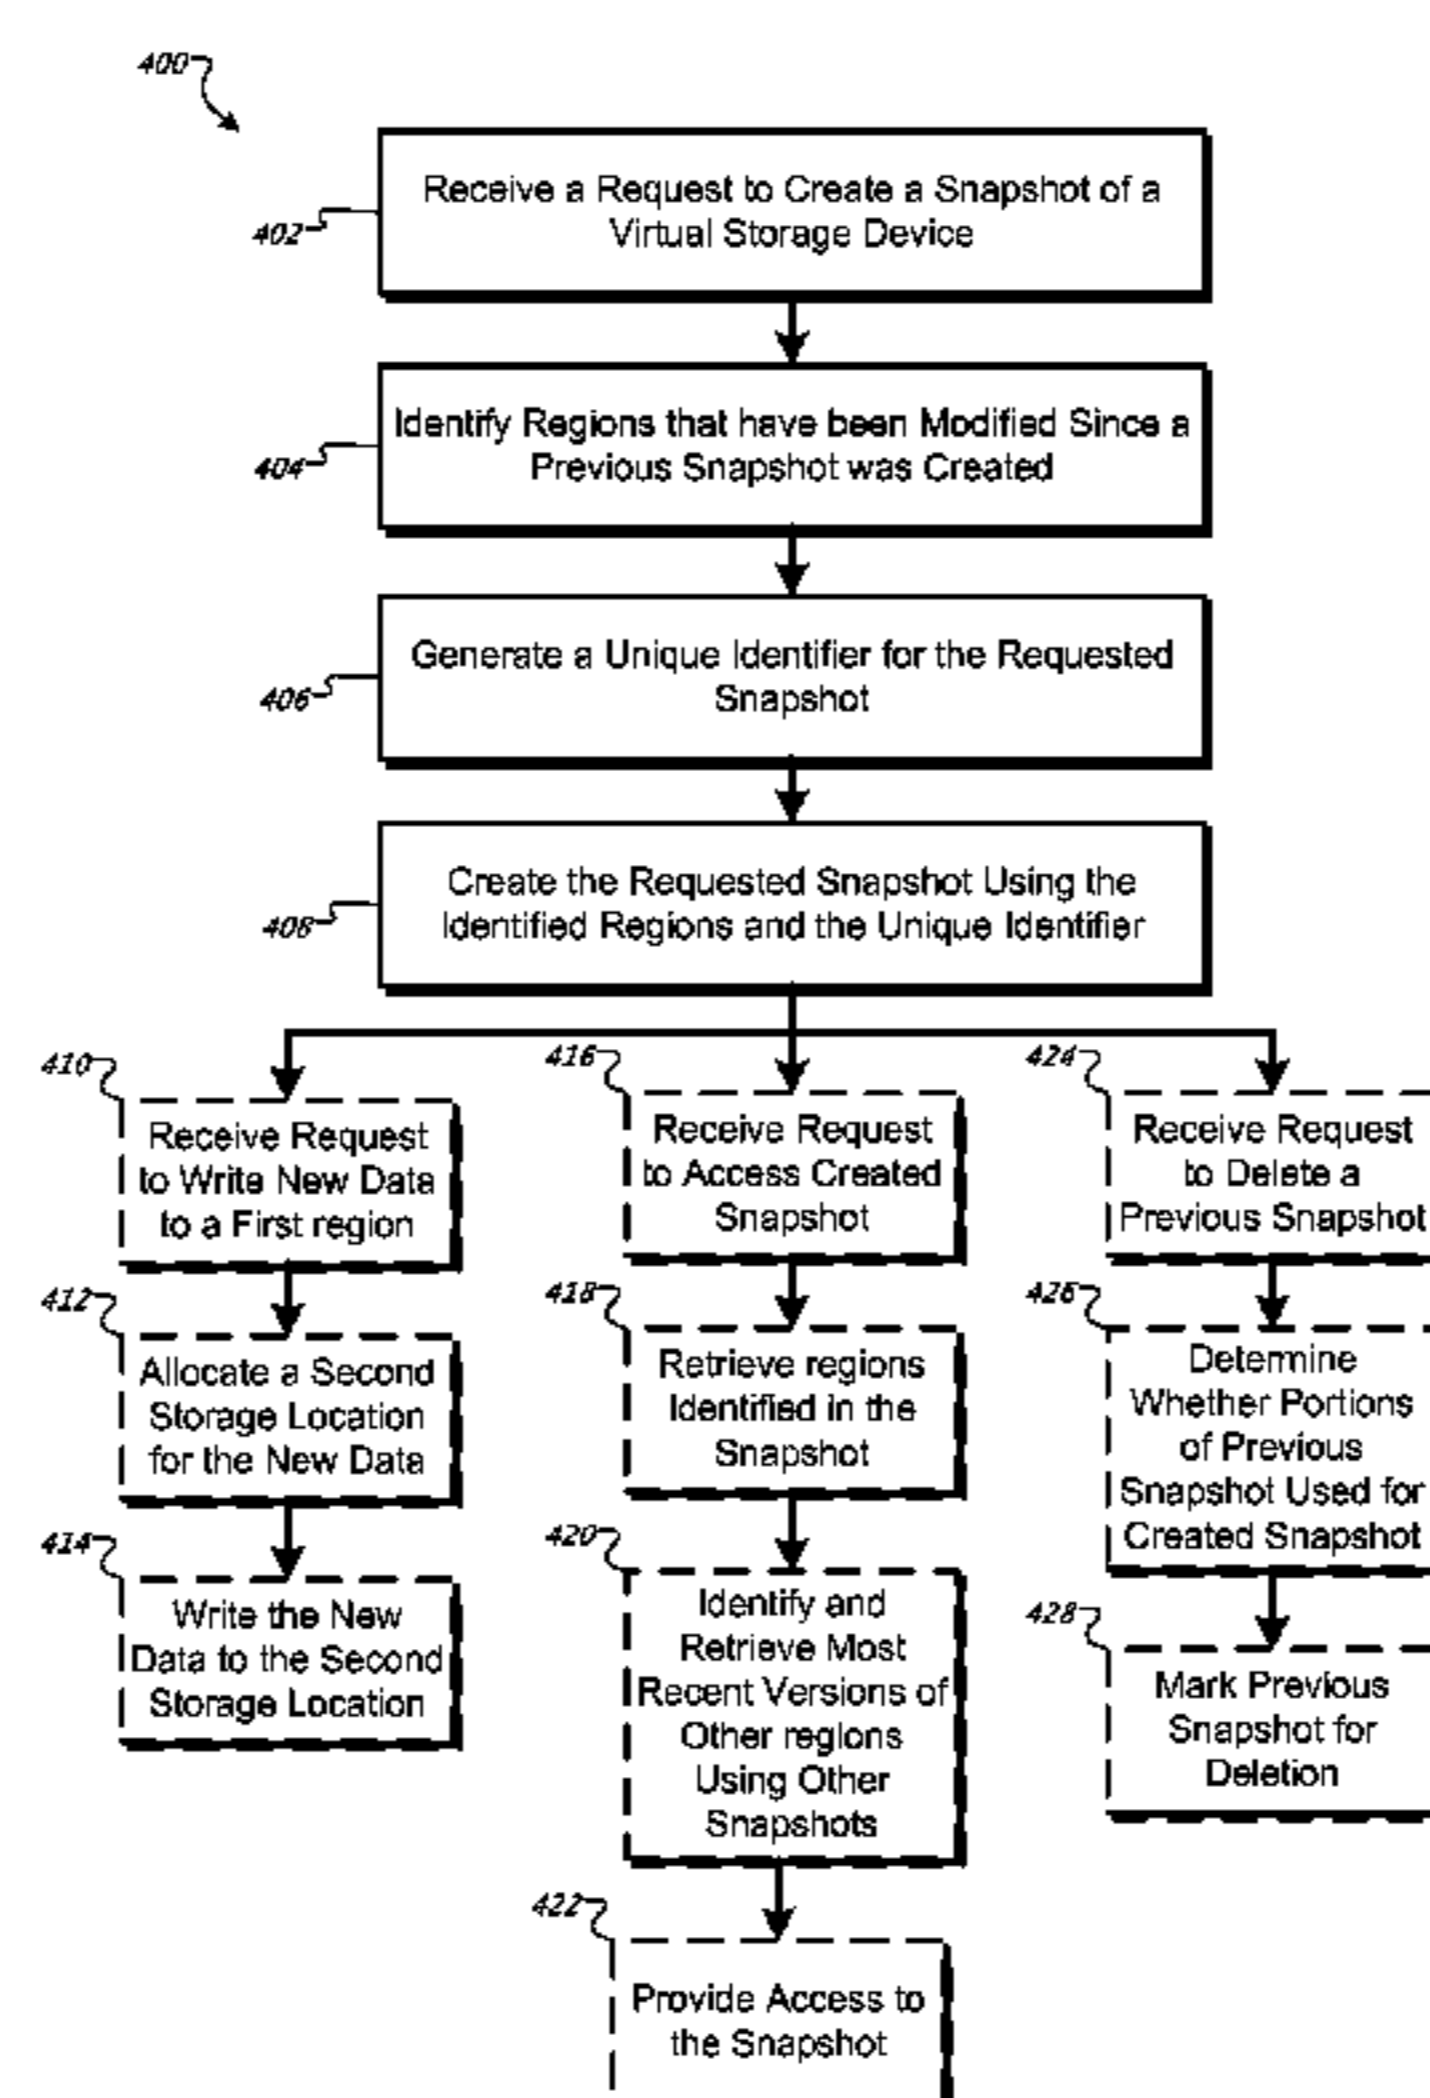 400
402
Receive a Request to Create a Snapshot of a
Virtual Storage Device
404
Identify Regions that have been Modified Since a
Previous Snapshot was Created
406
Generate a Unique Identifier for the Requested
Snapshot
408
Create the Requested Snapshot Using the
Identified Regions and the Unique Identifier
410
Receive Request
to Write New Data
to a First region
412
Allocate a Second
Storage Location
for the New Data
414
Write the New
Data to the Second
Storage Location
416
Receive Request
to Access Created
Snapshot
418
Retrieve regions
Identified in the
Snapshot
420
Identify and
Retrieve Most
Recent Versions of
Other regions
Using Other
Snapshots
422
Provide Access to
the Snapshot
424
Receive Request
to Delete a
Previous Snapshot
426
Determine
Whether Portions
of Previous
Snapshot Used for
Created Snapshot
428
Mark Previous
Snapshot for
Deletion